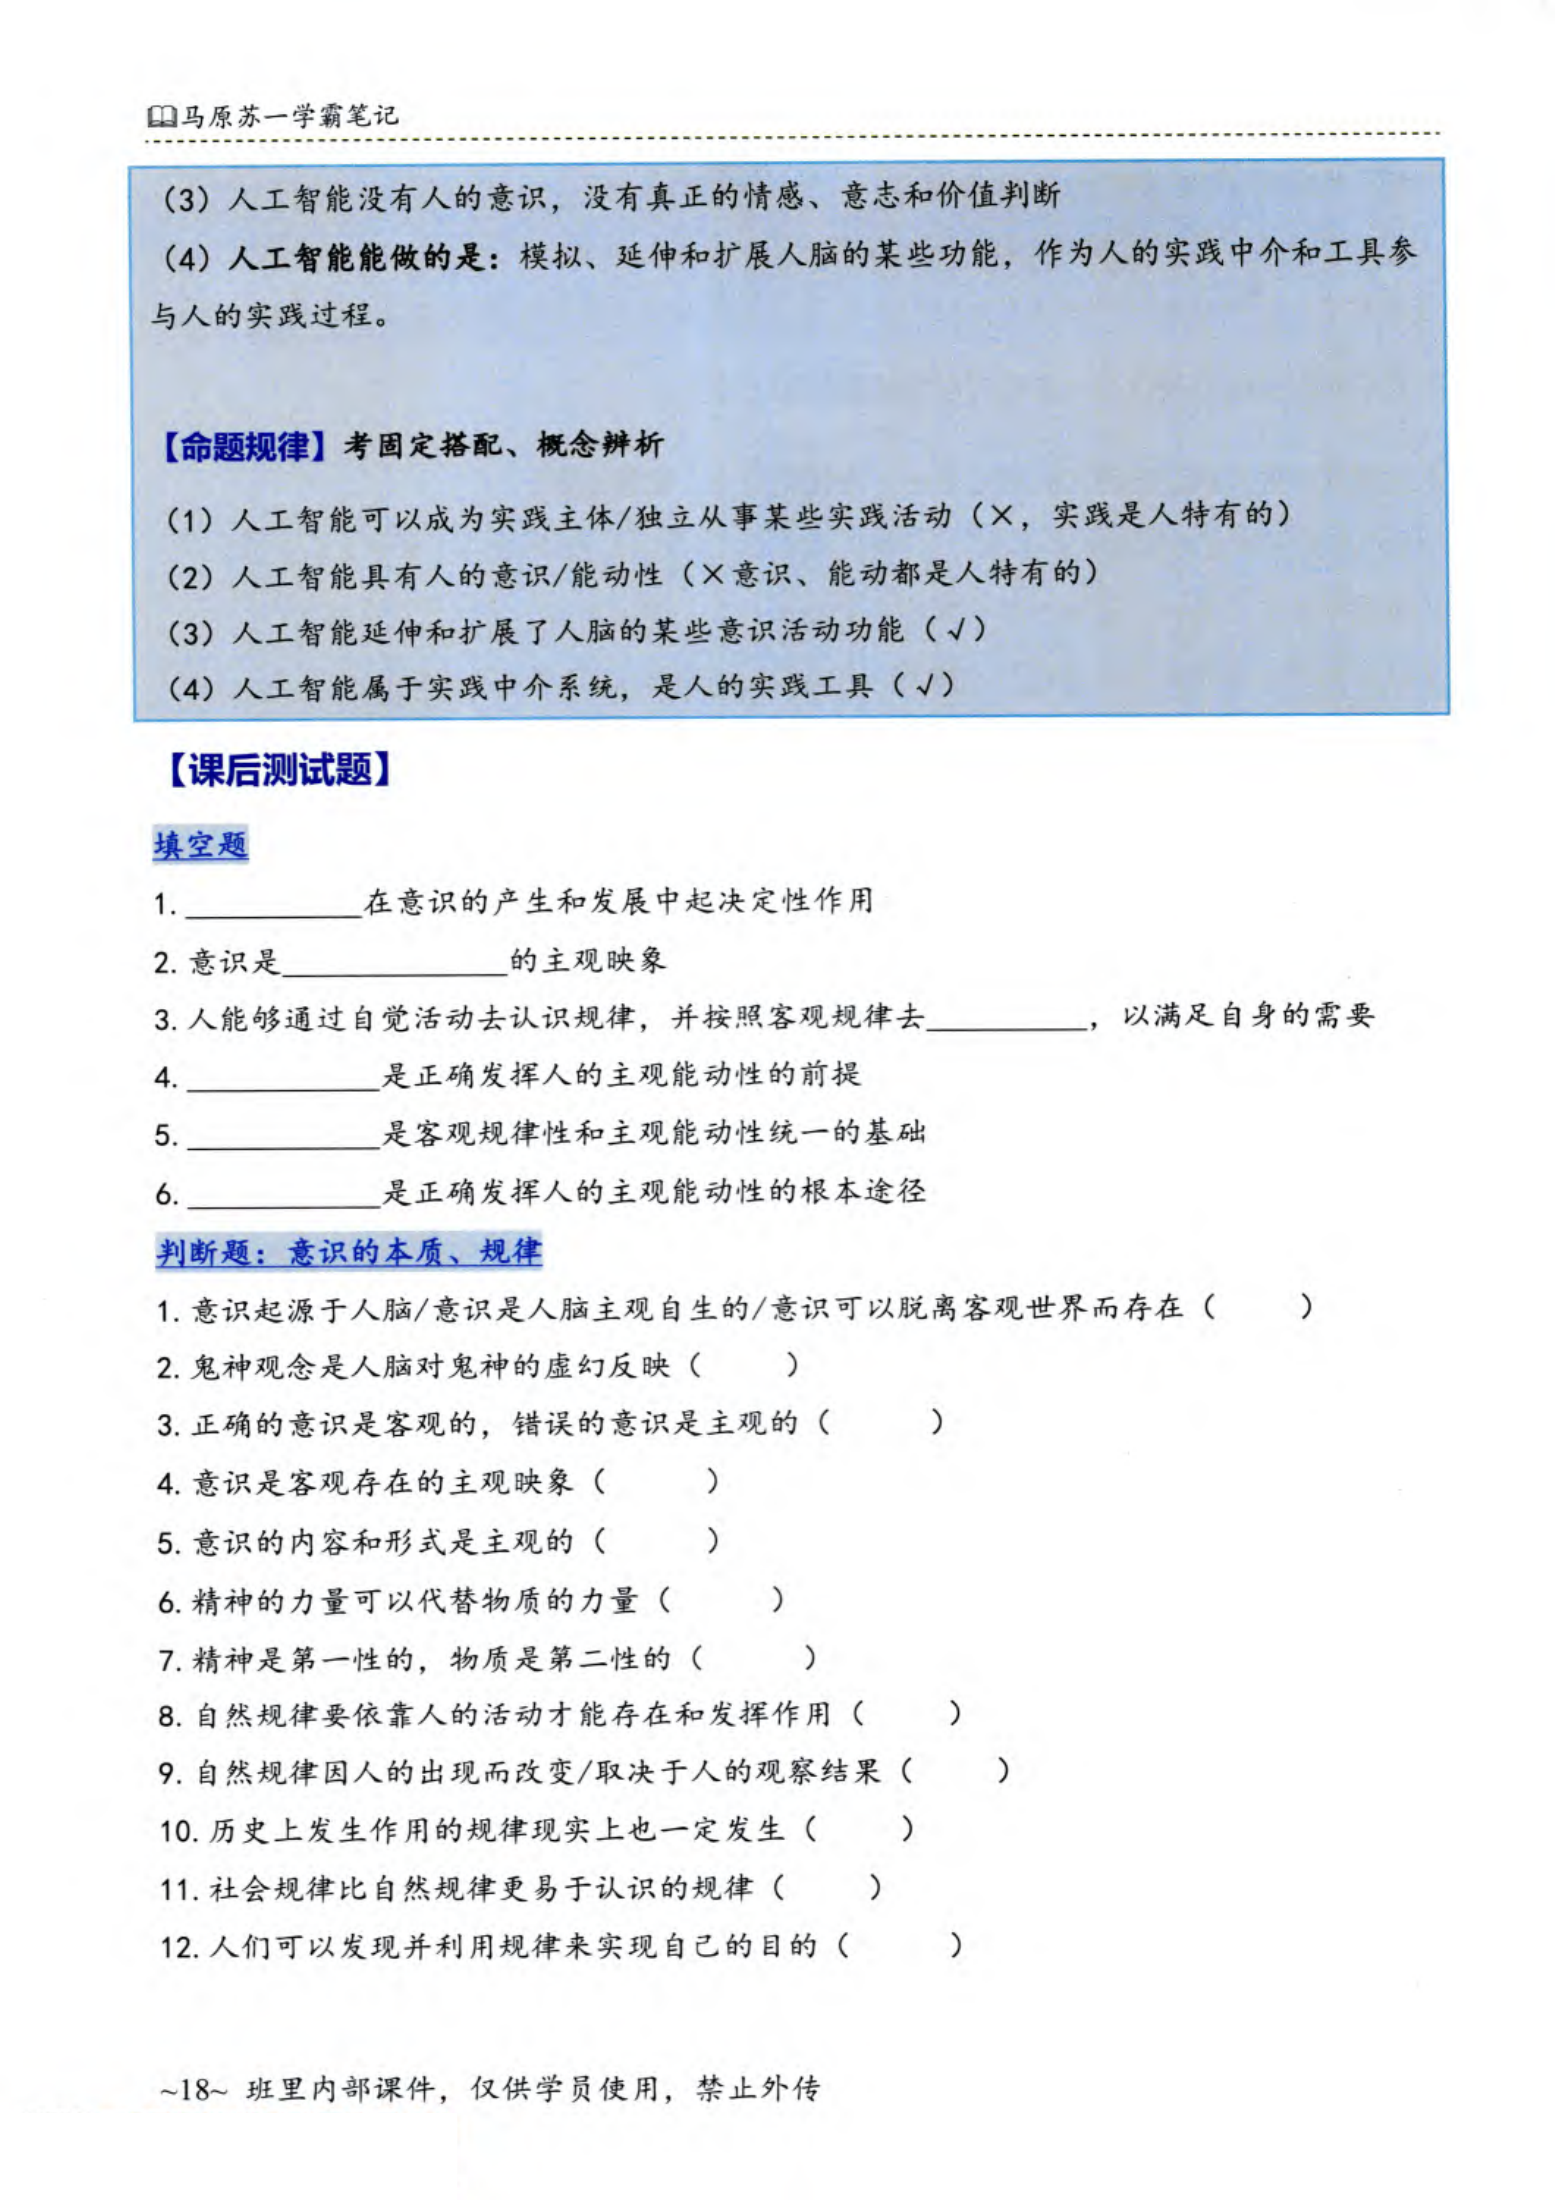 马原苏一学霸笔记
（3）人工智能没有人的意识，没有真正的情感、意志和价值判断
（4）人工智能能做的是：模拟、延伸和扩展人脑的某些功能，作为人的实践中介和工具参
与人的实践过程。
【命题规律】考固定搭配、概念辨析
（1）人工智能可以成为实践主体/独立从事某些实践活动（×，实践是人特有的）
（2）人工智能具有人的意识/能动性（×意识、能动都是人特有的）
（3）人工智能延伸和扩展了人脑的某些意识活动功能（√）
（4）人工智能属于实践中介系统，是人的实践工具（√）
【课后测试题】
填空题
1. ___________在意识的产生和发展中起决定性作用
2. 意识是______________的主观映象
3. 人能够通过自觉活动去认识规律，并按照客观规律去__________，以满足自身的需要
4. ____________是正确发挥人的主观能动性的前提
5. ____________是客观规律性和主观能动性统一的基础
6. ____________是正确发挥人的主观能动性的根本途径
判断题：意识的本质、规律
1. 意识起源于人脑/意识是人脑主观自生的/意识可以脱离客观世界而存在（　　）
2. 鬼神观念是人脑对鬼神的虚幻反映（　　）
3. 正确的意识是客观的，错误的意识是主观的（　　）
4. 意识是客观存在的主观映象（　　）
5. 意识的内容和形式是主观的（　　）
6. 精神的力量可以代替物质的力量（　　）
7. 精神是第一性的，物质是第二性的（　　）
8. 自然规律要依靠人的活动才能存在和发挥作用（　　）
9. 自然规律因人的出现而改变/取决于人的观察结果（　　）
10. 历史上发生作用的规律现实上也一定发生（　　）
11. 社会规律比自然规律更易于认识的规律（　　）
12. 人们可以发现并利用规律来实现自己的目的（　　）
~18~ 班里内部课件，仅供学员使用，禁止外传